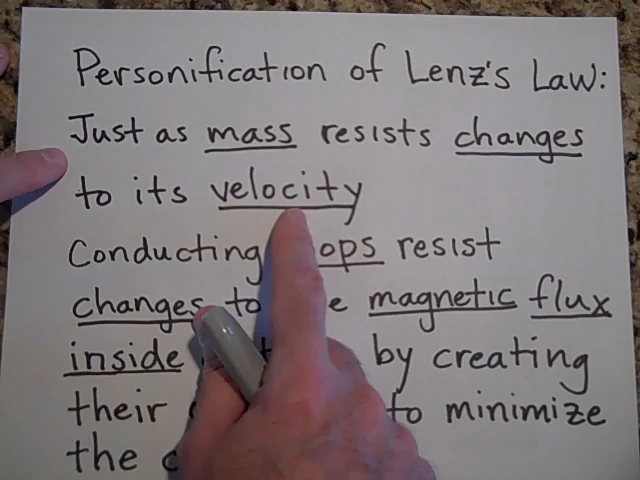 Personification of Lenz's Law:
Just as mass resists changes
to its velocity
Conducting resist
changes to magnetic flux
inside by creating
their to minimize
the